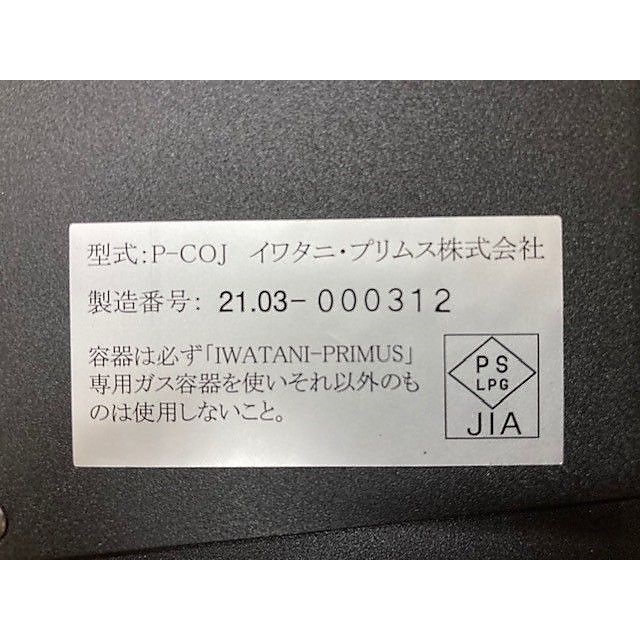 型式:P-COJ イワタニ・プリムス株式会社
製造番号: 21.03-000312
容器は必ず「IWATANI-PRIMUS」
専用ガス容器を使いそれ以外のも
のは使用しないこと。
PS
LPG
JIA